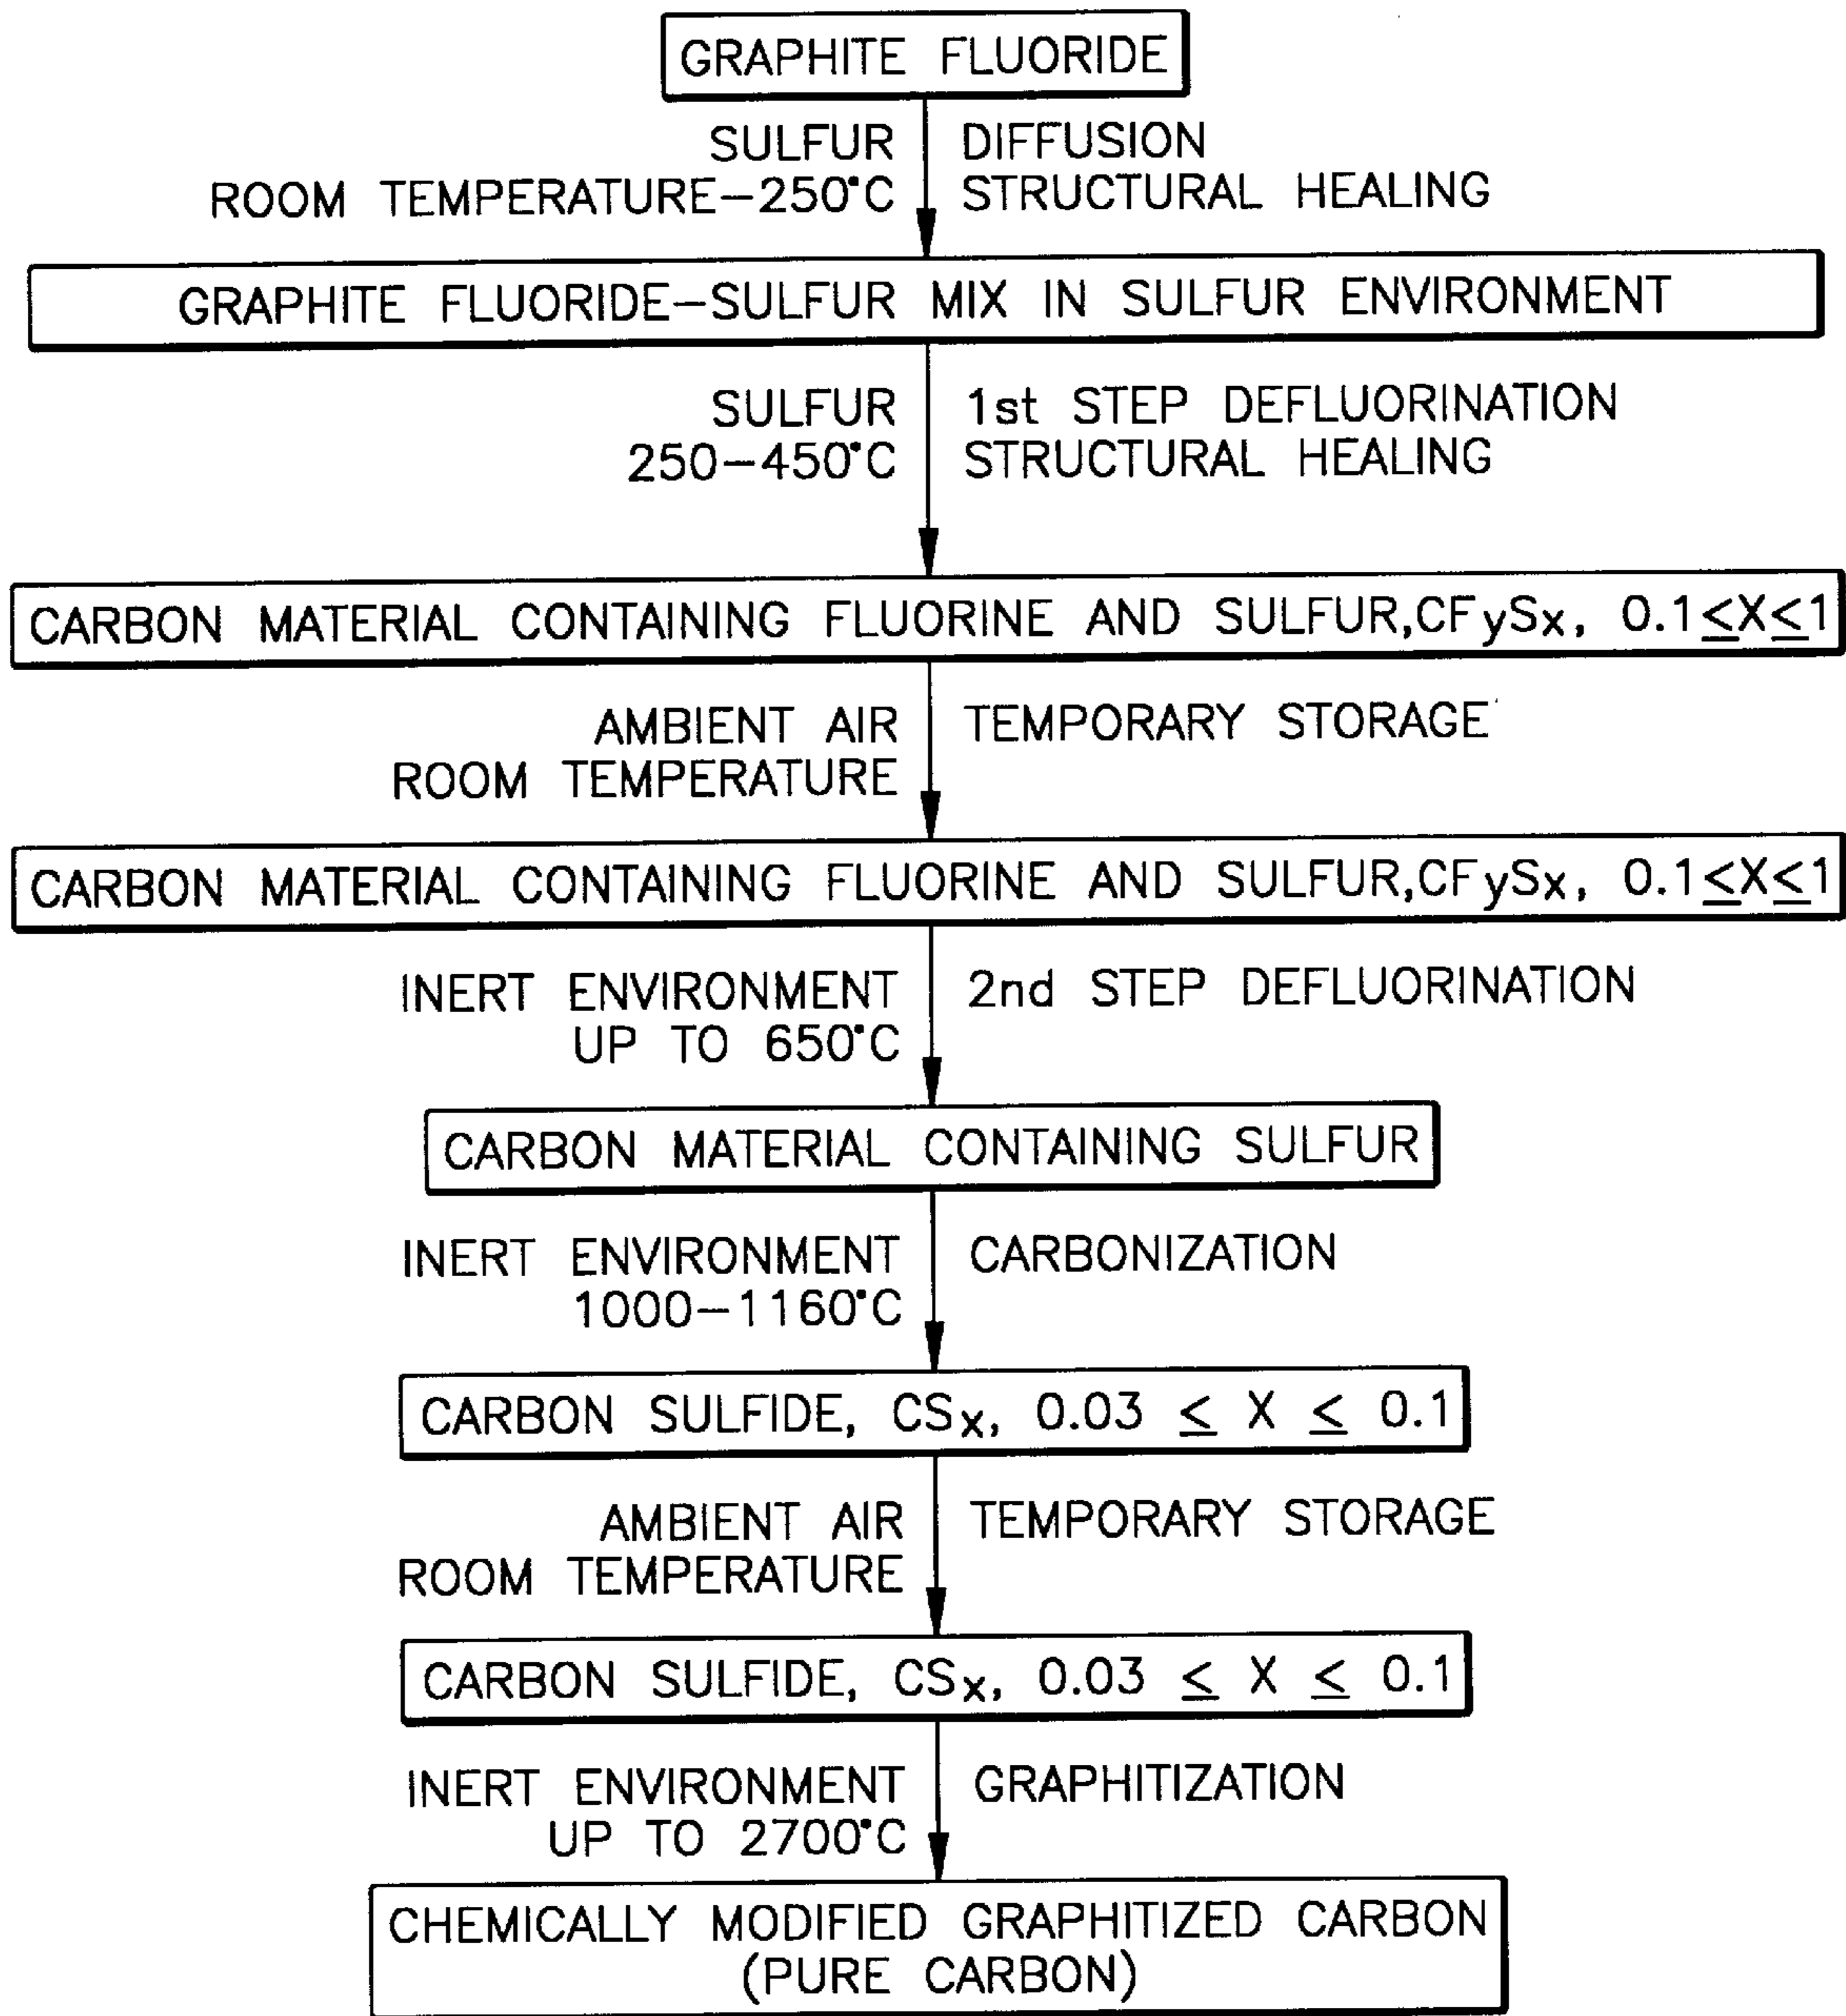 GRAPHITE FLUORIDE
SULFUR DIFFUSION
ROOM TEMPERATURE-250°C STRUCTURAL HEALING
GRAPHITE FLUORIDE-SULFUR MIX IN SULFUR ENVIRONMENT
SULFUR 1st STEP DEFLUORINATION
250-450°C STRUCTURAL HEALING
CARBON MATERIAL CONTAINING FLUORINE AND SULFUR,CFySx, 0.1≤X≤1
AMBIENT AIR TEMPORARY STORAGE
ROOM TEMPERATURE
CARBON MATERIAL CONTAINING FLUORINE AND SULFUR,CFySx, 0.1≤X≤1
INERT ENVIRONMENT 2nd STEP DEFLUORINATION
UP TO 650°C
CARBON MATERIAL CONTAINING SULFUR
INERT ENVIRONMENT CARBONIZATION
1000-1160°C
CARBON SULFIDE, CSx, 0.03 ≤ X ≤ 0.1
AMBIENT AIR TEMPORARY STORAGE
ROOM TEMPERATURE
CARBON SULFIDE, CSx, 0.03 ≤ X ≤ 0.1
INERT ENVIRONMENT GRAPHITIZATION
UP TO 2700°C
CHEMICALLY MODIFIED GRAPHITIZED CARBON
(PURE CARBON)